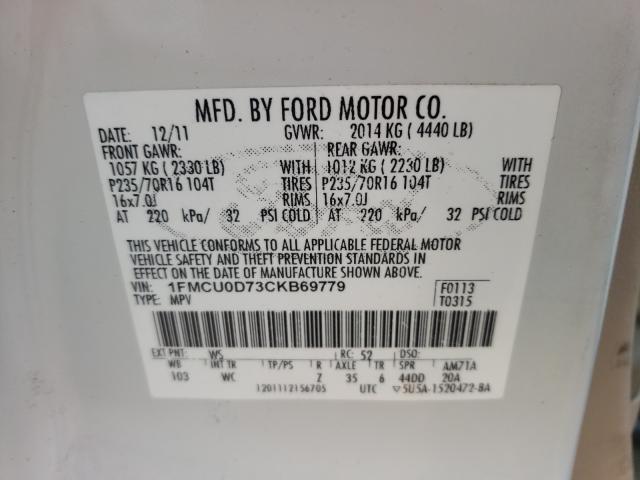 MFD. BY FORD MOTOR CO.
DATE: 12/11 GVWR: 2014 KG ( 4440 LB)
FRONT GAWR: REAR GAWR:
1057 KG ( 2330 LB) WITH 1012 KG ( 2230 LB) WITH
P235/70R16 104T TIRES P235/70R16 104T TIRES
16x7.0J RIMS 16x7.0J RIMS
AT 220 kPa/ 32 PSI COLD AT 220 kPa/ 32 PSI COLD
THIS VEHICLE CONFORMS TO ALL APPLICABLE FEDERAL MOTOR
VEHICLE SAFETY AND THEFT PREVENTION STANDARDS IN
EFFECT ON THE DATE OF MANUFACTURE SHOWN ABOVE.
VIN: 1FMCU0D73CKB69779 F0113
TYPE: MPV T0315
EXT PNT: WS RC: 52 DSO:
WB INT TR TP/PS R AXLE TR SPR AM71A
103 WC Z 35 6 44DD 20A
1201112156705 UTC ▽5U5A-1520472-8A